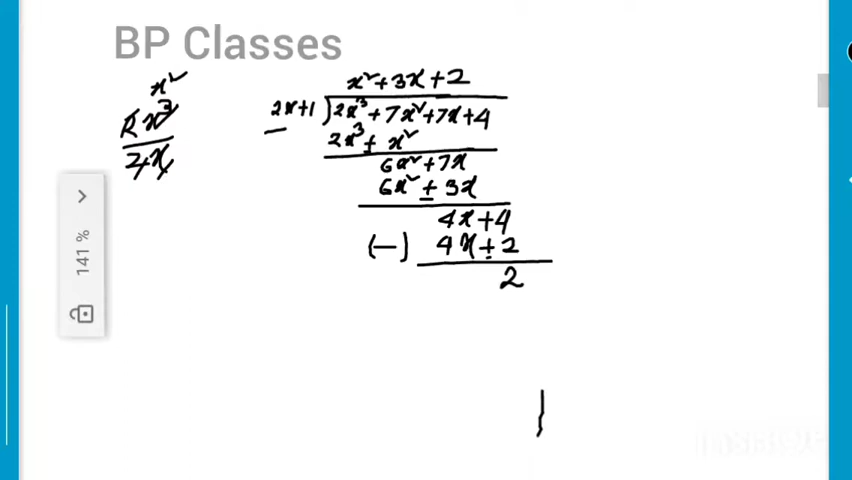 BP Classes
x²
2x³
2x
x²+3x+2
2x+1 ) 2x³+7x²+7x+4
2x³ ± x²
6x²+7x
6x² ± 3x
4x+4
(−) 4x±2
2
141 %